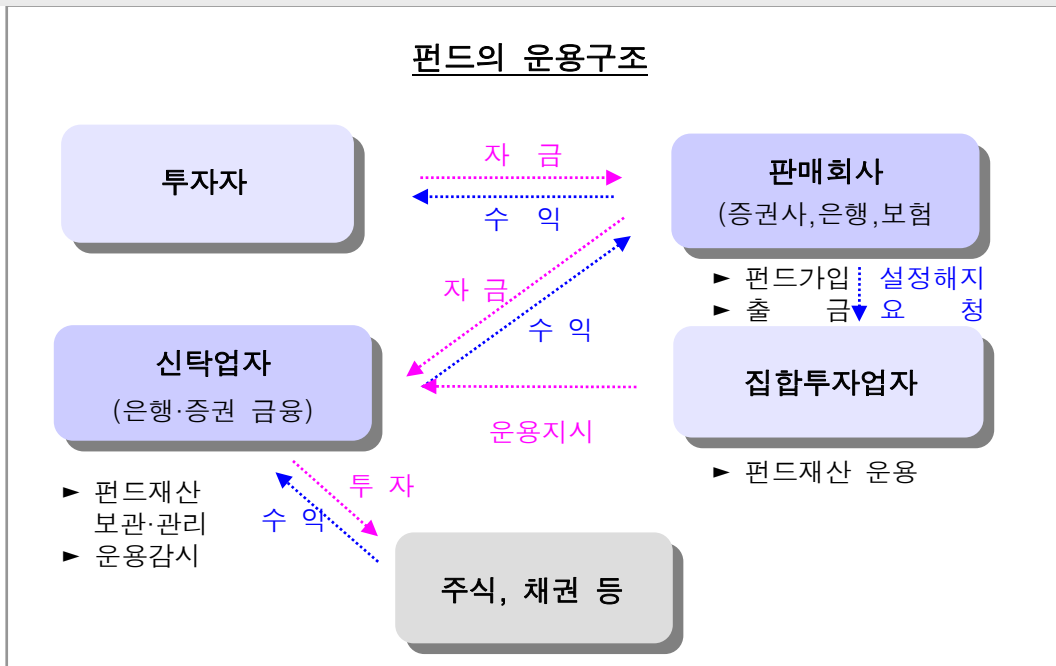 펀드의 운용구조
투자자
자 금
수 익
판매회사
(증권사,은행,보험
► 펀드가입
► 출 금
설정해지
요 청
자 금
수 익
신탁업자
(은행·증권 금융)
집합투자업자
운용지시
► 펀드재산 운용
► 펀드재산
보관·관리
► 운용감시
투 자
수 익
주식, 채권 등